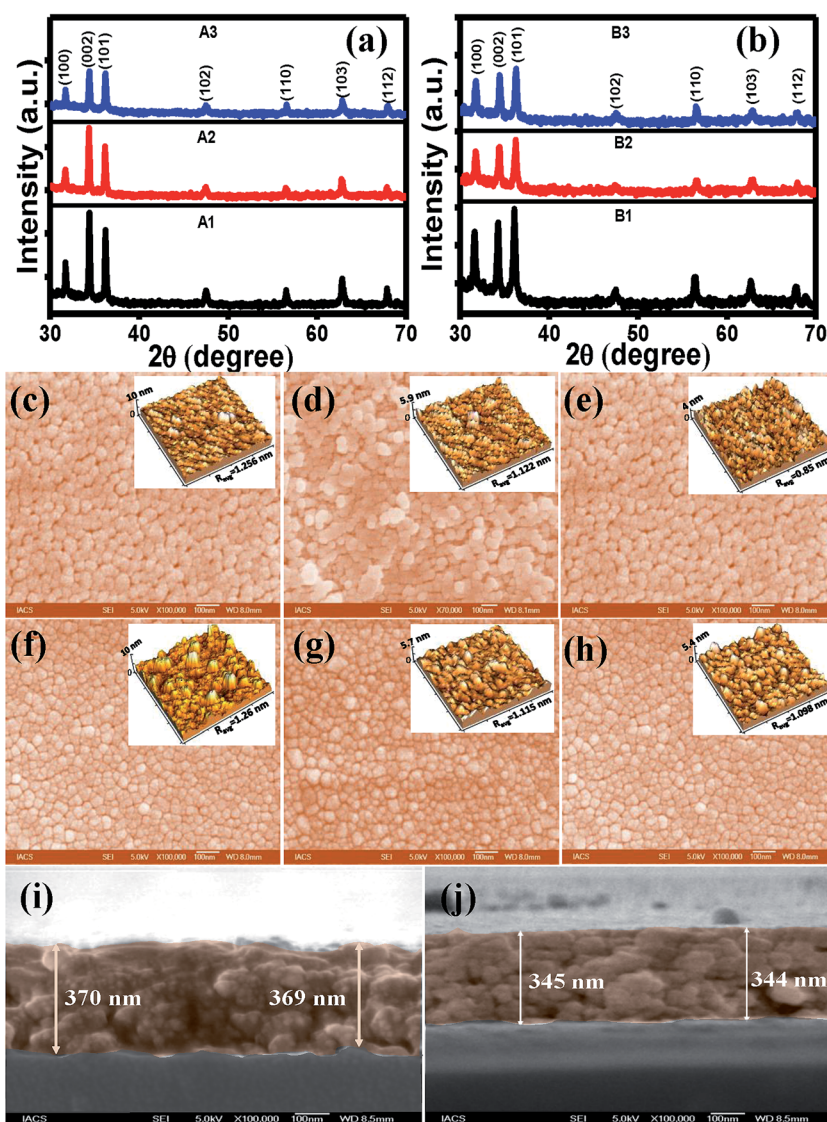 A3
(a)
(100)
(002)
(101)
(102)
(110)
(103)
(112)
A2
A1
Intensity (a.u.)
30 40 50 60 70
2θ (degree)
B3
(b)
(100)
(002)
(101)
(102)
(110)
(103)
(112)
B2
B1
Intensity (a.u.)
30 40 50 60 70
2θ (degree)
(c)
10 nm
0
Ravg=1.256 nm
IACS SEI 5.0kV X100,000 100nm WD 8.0mm
(d)
5.9 nm
0
Ravg=1.122 nm
IACS SEI 5.0kV X70,000 100nm WD 8.1mm
(e)
4 nm
0
Ravg=0.85 nm
IACS SEI 5.0kV X100,000 100nm WD 8.0mm
(f)
10 nm
0
Ravg=1.26 nm
IACS SEI 5.0kV X100,000 100nm WD 8.0mm
(g)
5.7 nm
0
Ravg=1.115 nm
IACS SEI 5.0kV X100,000 100nm WD 8.0mm
(h)
5.4 nm
0
Ravg=1.098 nm
IACS SEI 5.0kV X100,000 100nm WD 8.0mm
(i)
370 nm
369 nm
IACS 5.0kV X100,000 100nm WD 8.5mm
(j)
345 nm
344 nm
IACS SEI 5.0kV X100,000 100nm WD 8.5mm